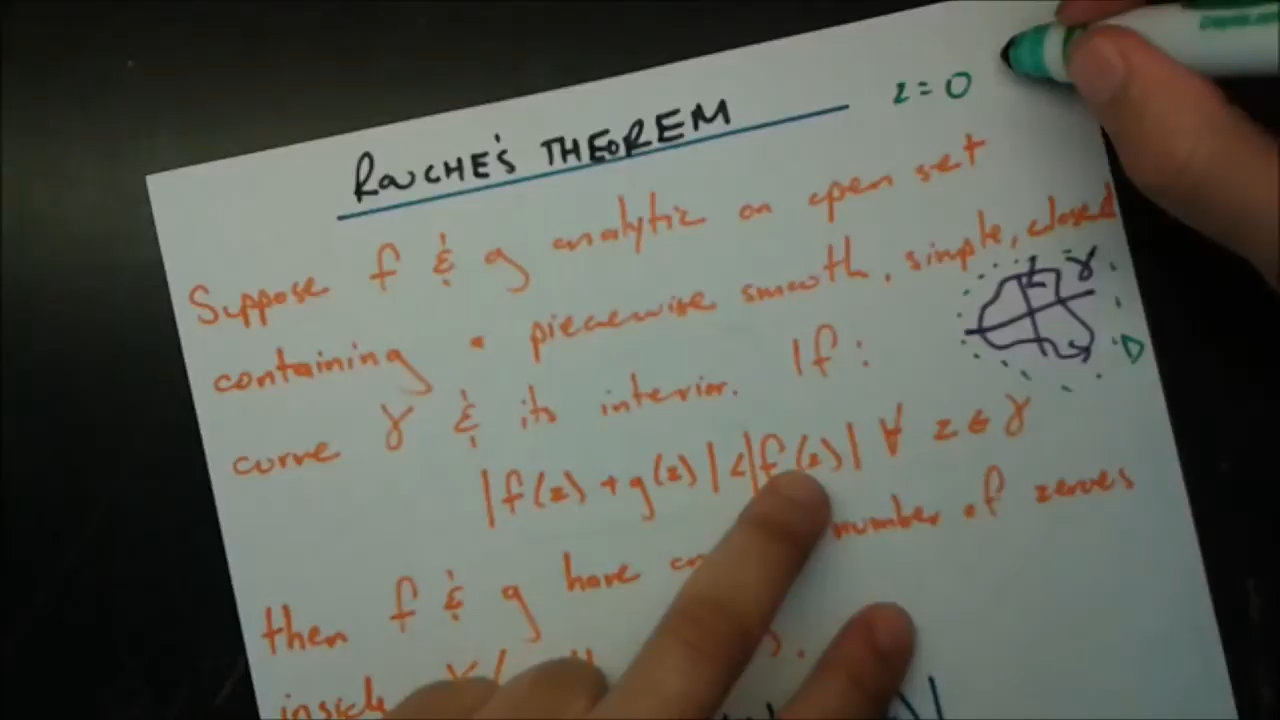 z = 0
ROUCHE'S THEOREM
Suppose f & g analytic on open set
containing a piecewise smooth, simple, closed
γ
D
curve γ & its interior. If:
|f(z) + g(z)| < |f(z)| ∀ z ∈ γ
then f & g have number of zeroes
inside